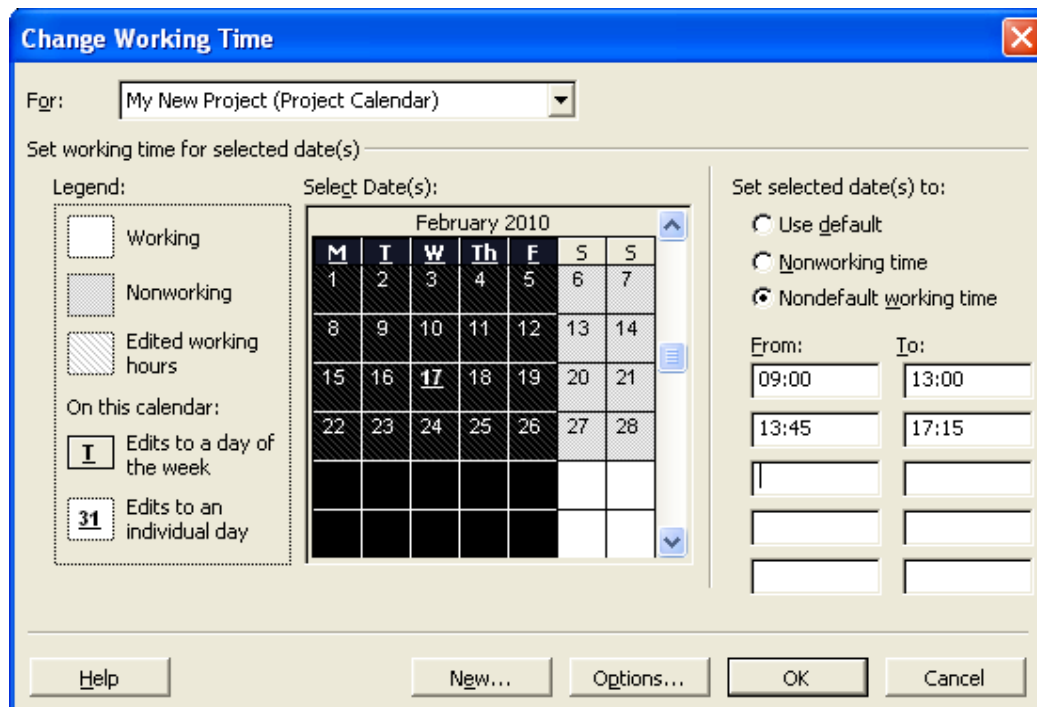 Change Working Time
For: My New Project (Project Calendar)
Set working time for selected date(s)
Legend:
Working
Nonworking
Edited working
hours
On this calendar:
T Edits to a day of
the week
31 Edits to an
individual day
Select Date(s):
February 2010
M T W Th F S S
1 2 3 4 5 6 7
8 9 10 11 12 13 14
15 16 17 18 19 20 21
22 23 24 25 26 27 28
Set selected date(s) to:
Use default
Nonworking time
Nondefault working time
From: To:
09:00 13:00
13:45 17:15
Help New... Options... OK Cancel